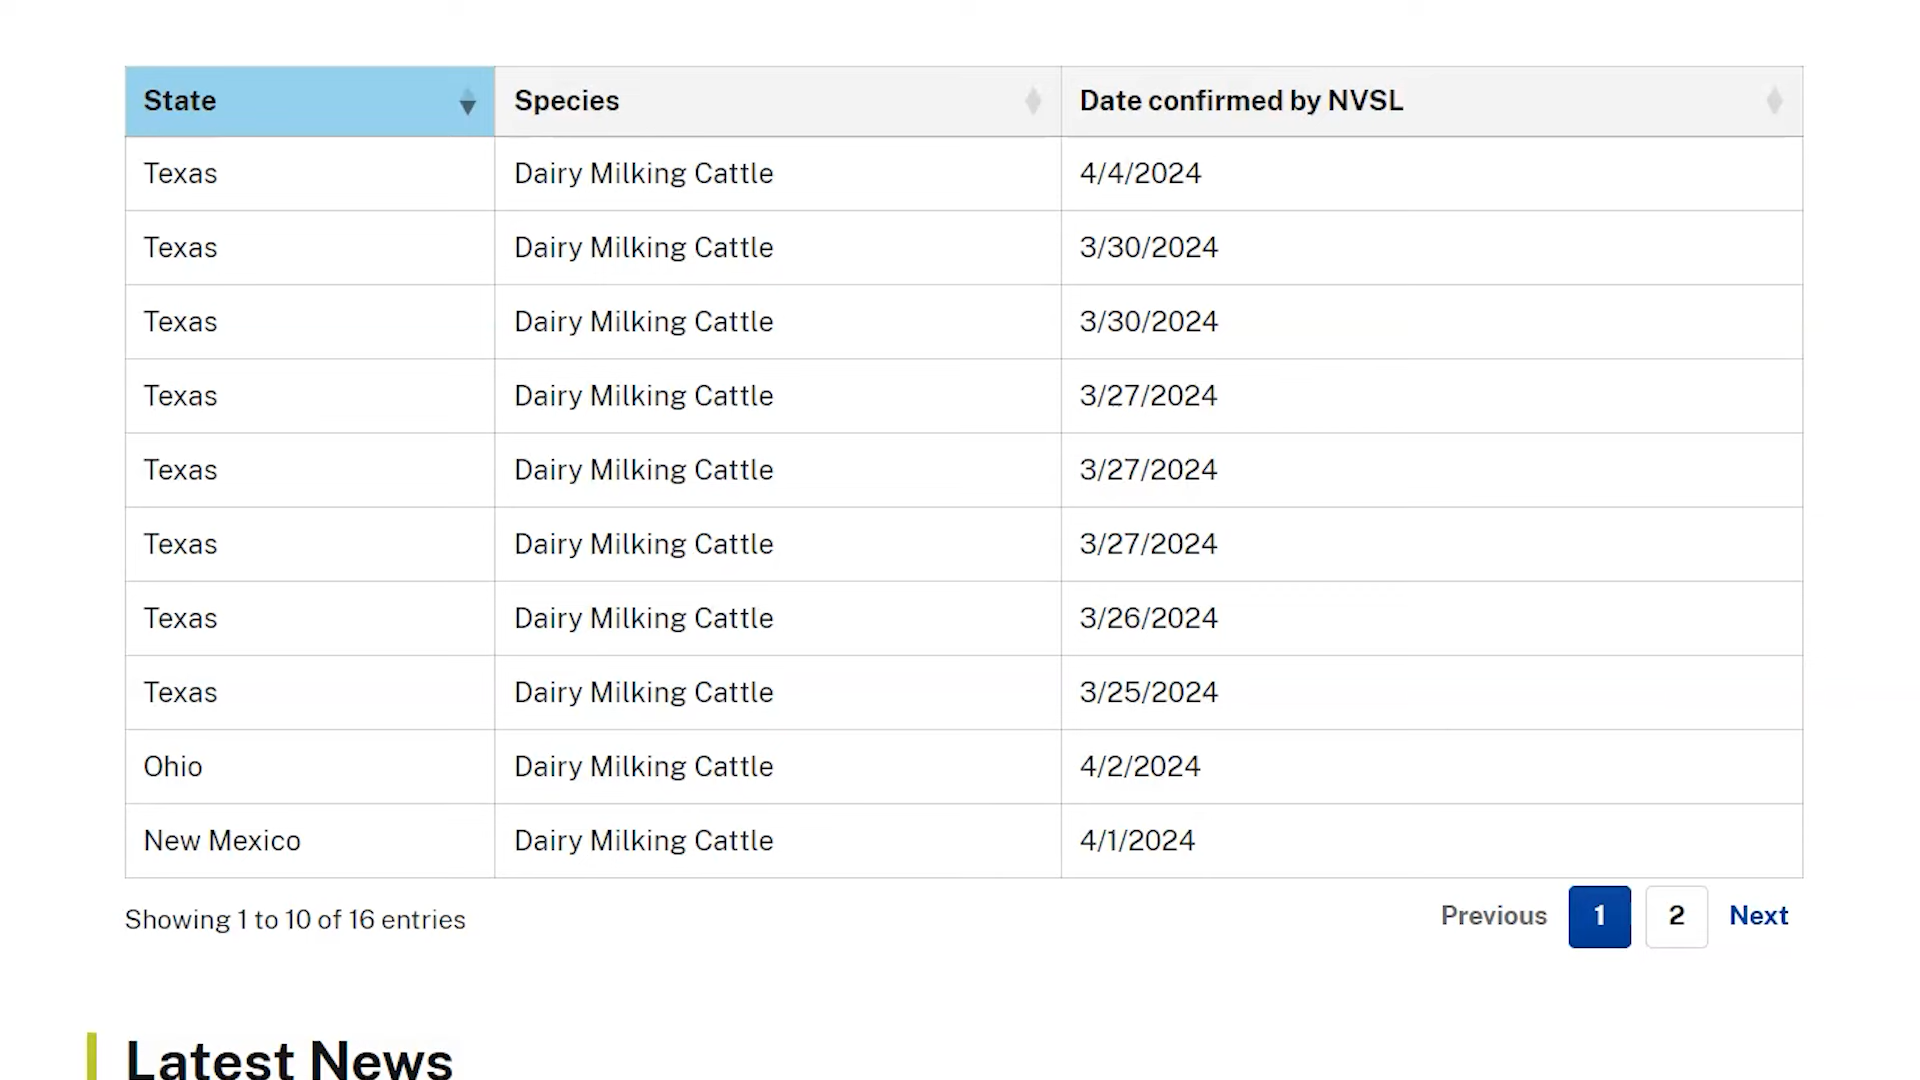 State Species Date confirmed by NVSL
Texas Dairy Milking Cattle 4/4/2024
Texas Dairy Milking Cattle 3/30/2024
Texas Dairy Milking Cattle 3/30/2024
Texas Dairy Milking Cattle 3/27/2024
Texas Dairy Milking Cattle 3/27/2024
Texas Dairy Milking Cattle 3/27/2024
Texas Dairy Milking Cattle 3/26/2024
Texas Dairy Milking Cattle 3/25/2024
Ohio Dairy Milking Cattle 4/2/2024
New Mexico Dairy Milking Cattle 4/1/2024
Showing 1 to 10 of 16 entries Previous 1 2 Next
Latest News